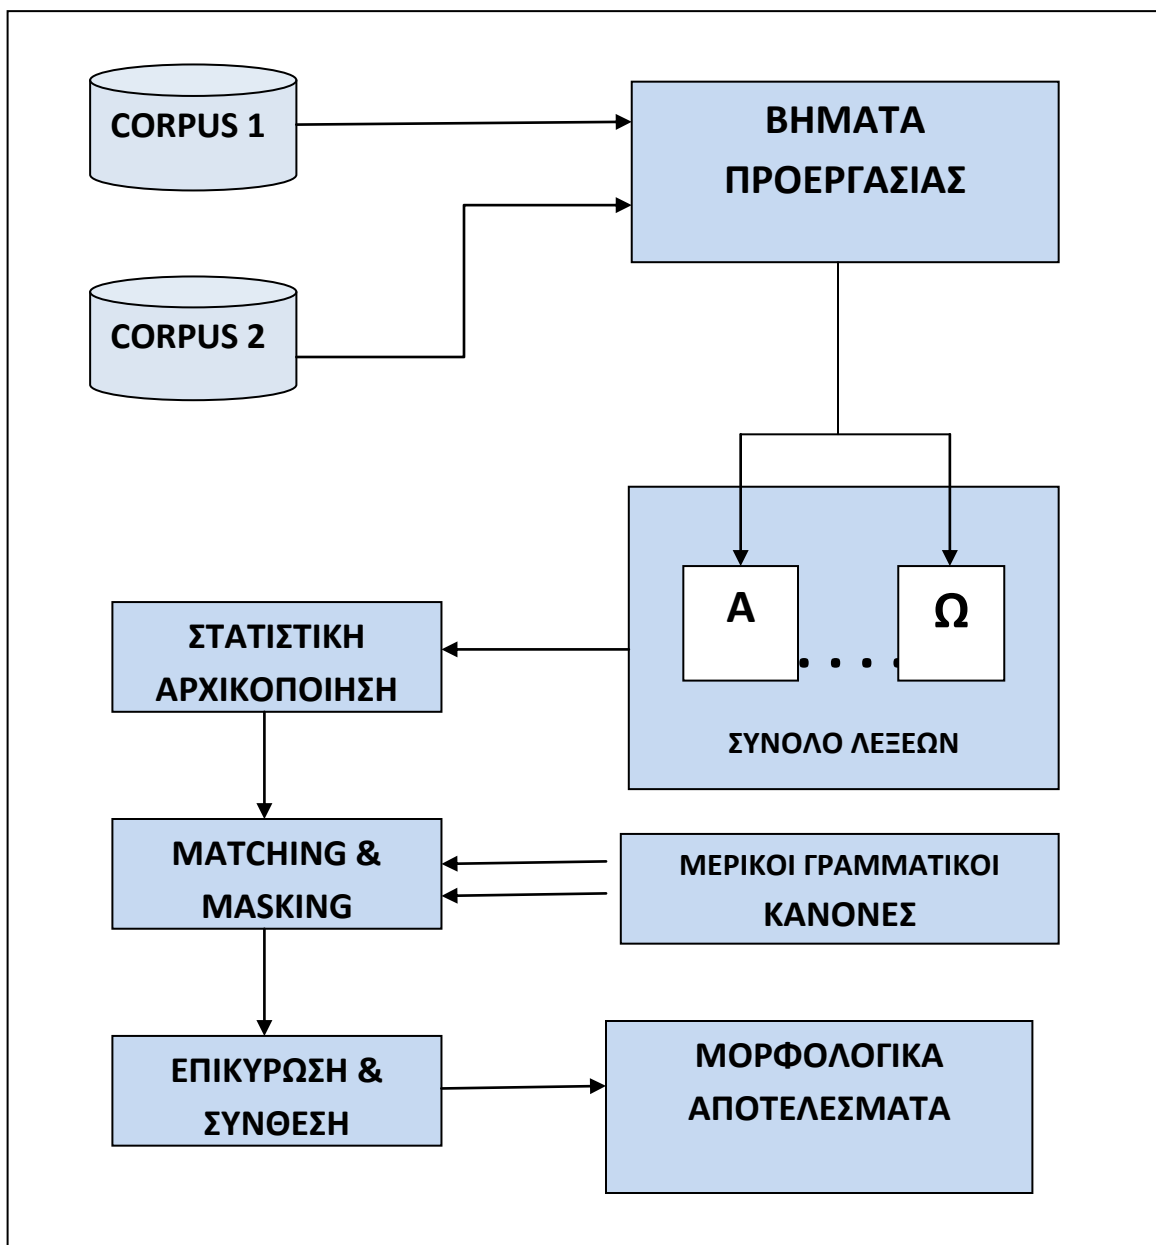 CORPUS 1
ΒΗΜΑΤΑ
ΠΡΟΕΡΓΑΣΙΑΣ
CORPUS 2
Α
Ω
. . . .
ΣΥΝΟΛΟ ΛΕΞΕΩΝ
ΣΤΑΤΙΣΤΙΚΗ
ΑΡΧΙΚΟΠΟΙΗΣΗ
MATCHING &
MASKING
ΜΕΡΙΚΟΙ ΓΡΑΜΜΑΤΙΚΟΙ
ΚΑΝΟΝΕΣ
ΕΠΙΚΥΡΩΣΗ &
ΣΥΝΘΕΣΗ
ΜΟΡΦΟΛΟΓΙΚΑ
ΑΠΟΤΕΛΕΣΜΑΤΑ